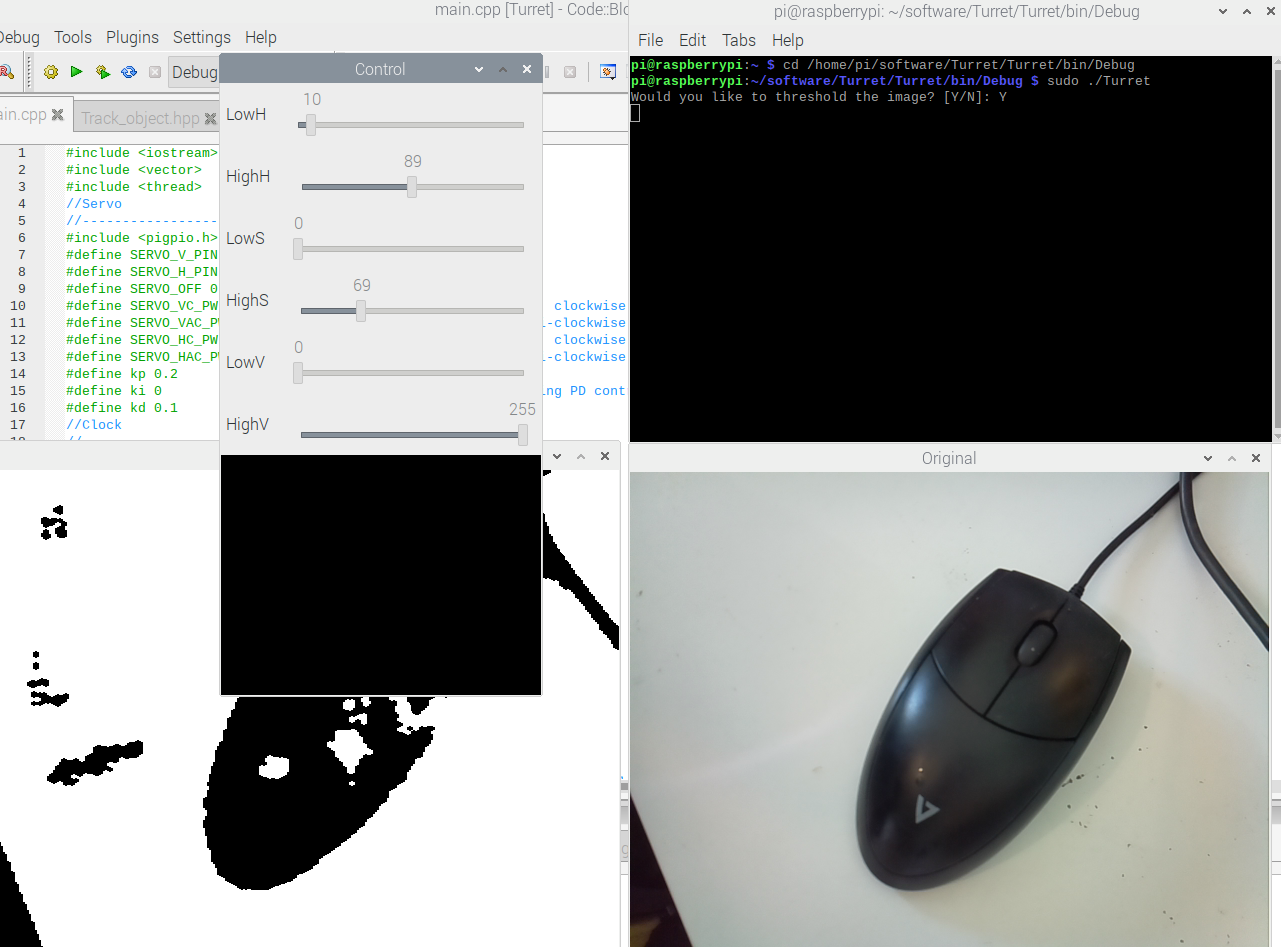 main.cpp [Turret] - Code::Blo
Debug Tools Plugins Settings Help
Debug
ain.cpp
Track_object.hpp
1 #include <iostream>
2 #include <vector>
3 #include <thread>
4 //Servo
5 //-----------------
6 #include <pigpio.h>
7 #define SERVO_V_PIN
8 #define SERVO_H_PIN
9 #define SERVO_OFF 0
10 #define SERVO_VC_PW clockwise
11 #define SERVO_VAC_PW i-clockwise
12 #define SERVO_HC_PW clockwise
13 #define SERVO_HAC_PW i-clockwise
14 #define kp 0.2
15 #define ki 0 ing PD cont
16 #define kd 0.1
17 //Clock
18 //
Control
LowH 10
HighH 89
LowS 0
HighS 69
LowV 0
HighV 255
pi@raspberrypi: ~/software/Turret/Turret/bin/Debug
File Edit Tabs Help
pi@raspberrypi:~ $ cd /home/pi/software/Turret/Turret/bin/Debug
pi@raspberrypi:~/software/Turret/Turret/bin/Debug $ sudo ./Turret
Would you like to threshold the image? [Y/N]: Y
Original